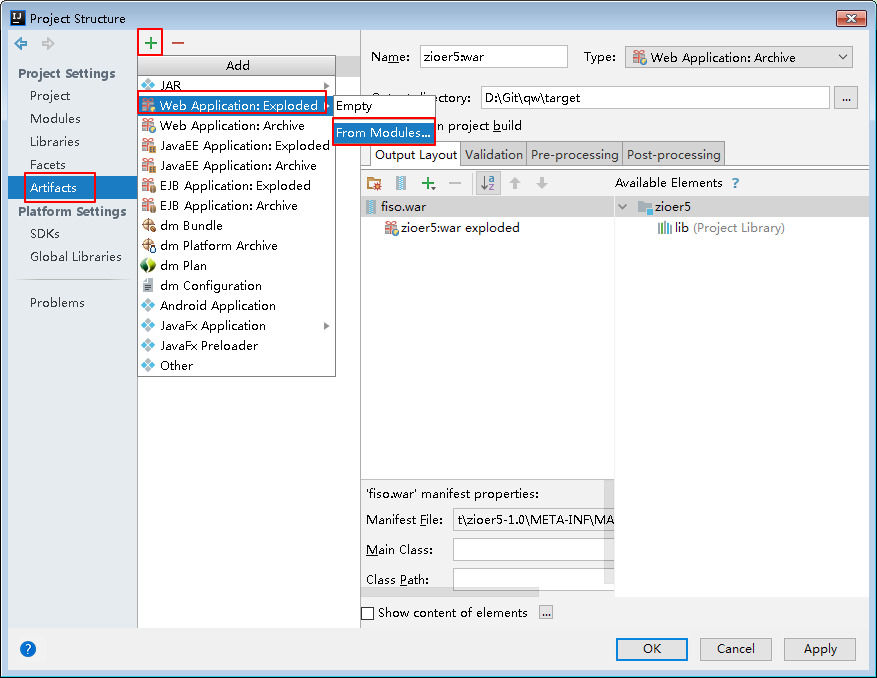 Project Structure
Project Settings
Project
Modules
Libraries
Facets
Artifacts
Platform Settings
SDKs
Global Libraries
Problems
Add
JAR
Web Application: Exploded
Web Application: Archive
JavaEE Application: Exploded
JavaEE Application: Archive
EJB Application: Exploded
EJB Application: Archive
dm Bundle
dm Platform Archive
dm Plan
dm Configuration
Android Application
JavaFx Application
JavaFx Preloader
Other
Empty
From Modules...
Name: zioer5:war Type: Web Application: Archive
directory: D:\Git\qw\target ...
project build
Output Layout Validation Pre-processing Post-processing
Available Elements ?
fiso.war
zioer5:war exploded
zioer5
lib (Project Library)
'fiso.war' manifest properties:
Manifest File: t\zioer5-1.0\META-INF\MA
Main Class:
Class Path:
Show content of elements ...
? OK Cancel Apply